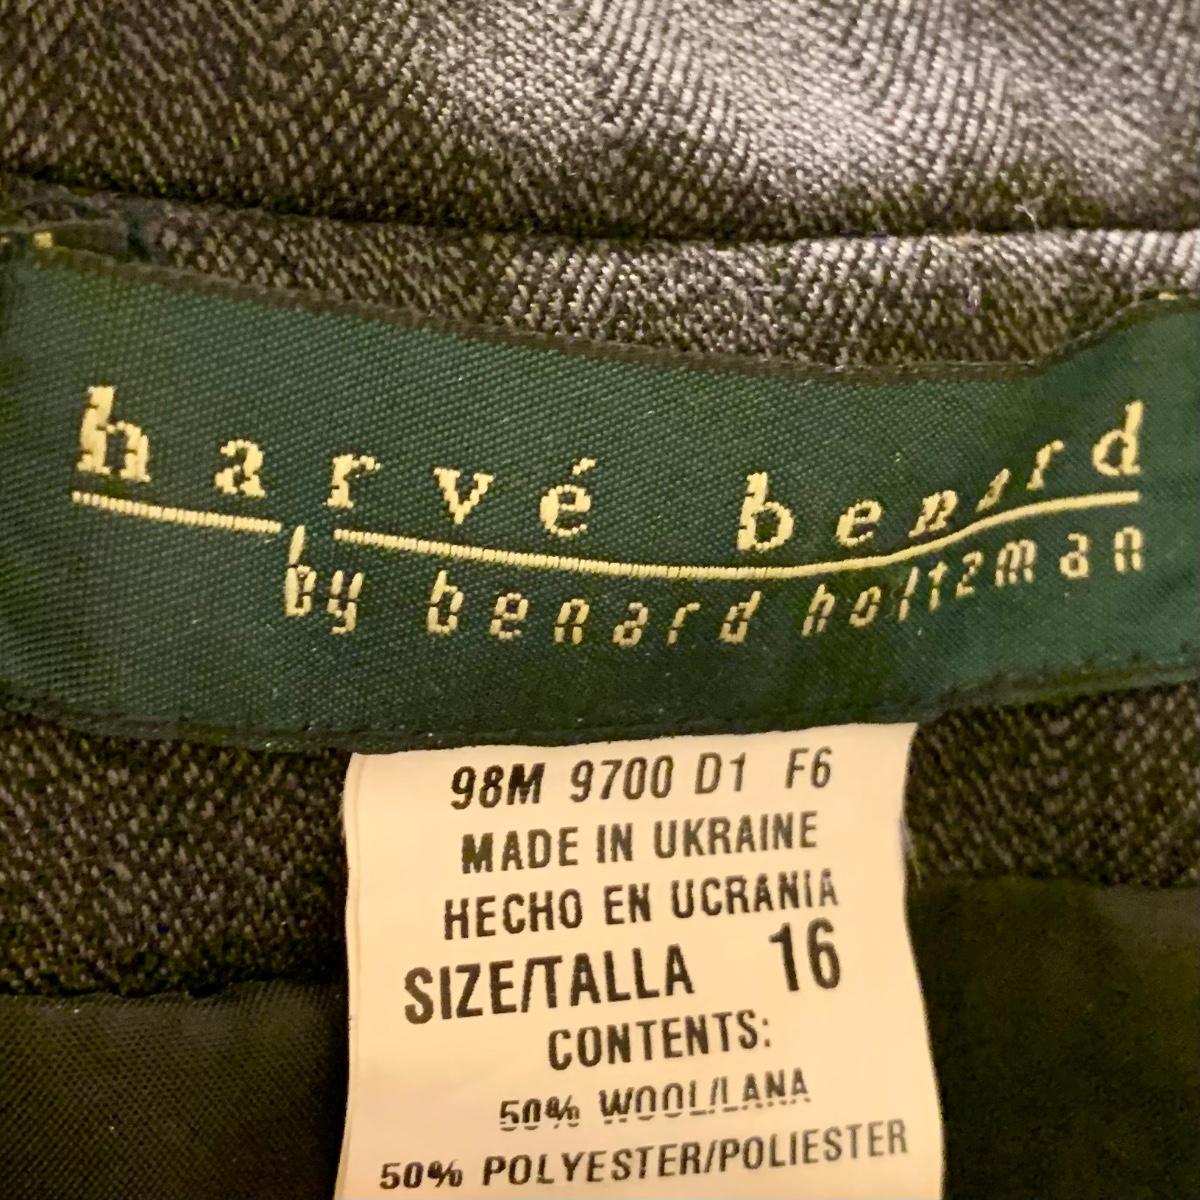 harvé benard
by benard holtzman
98M 9700 D1 F6
MADE IN UKRAINE
HECHO EN UCRANIA
SIZE/TALLA 16
CONTENTS:
50% WOOL/LANA
50% POLYESTER/POLIESTER